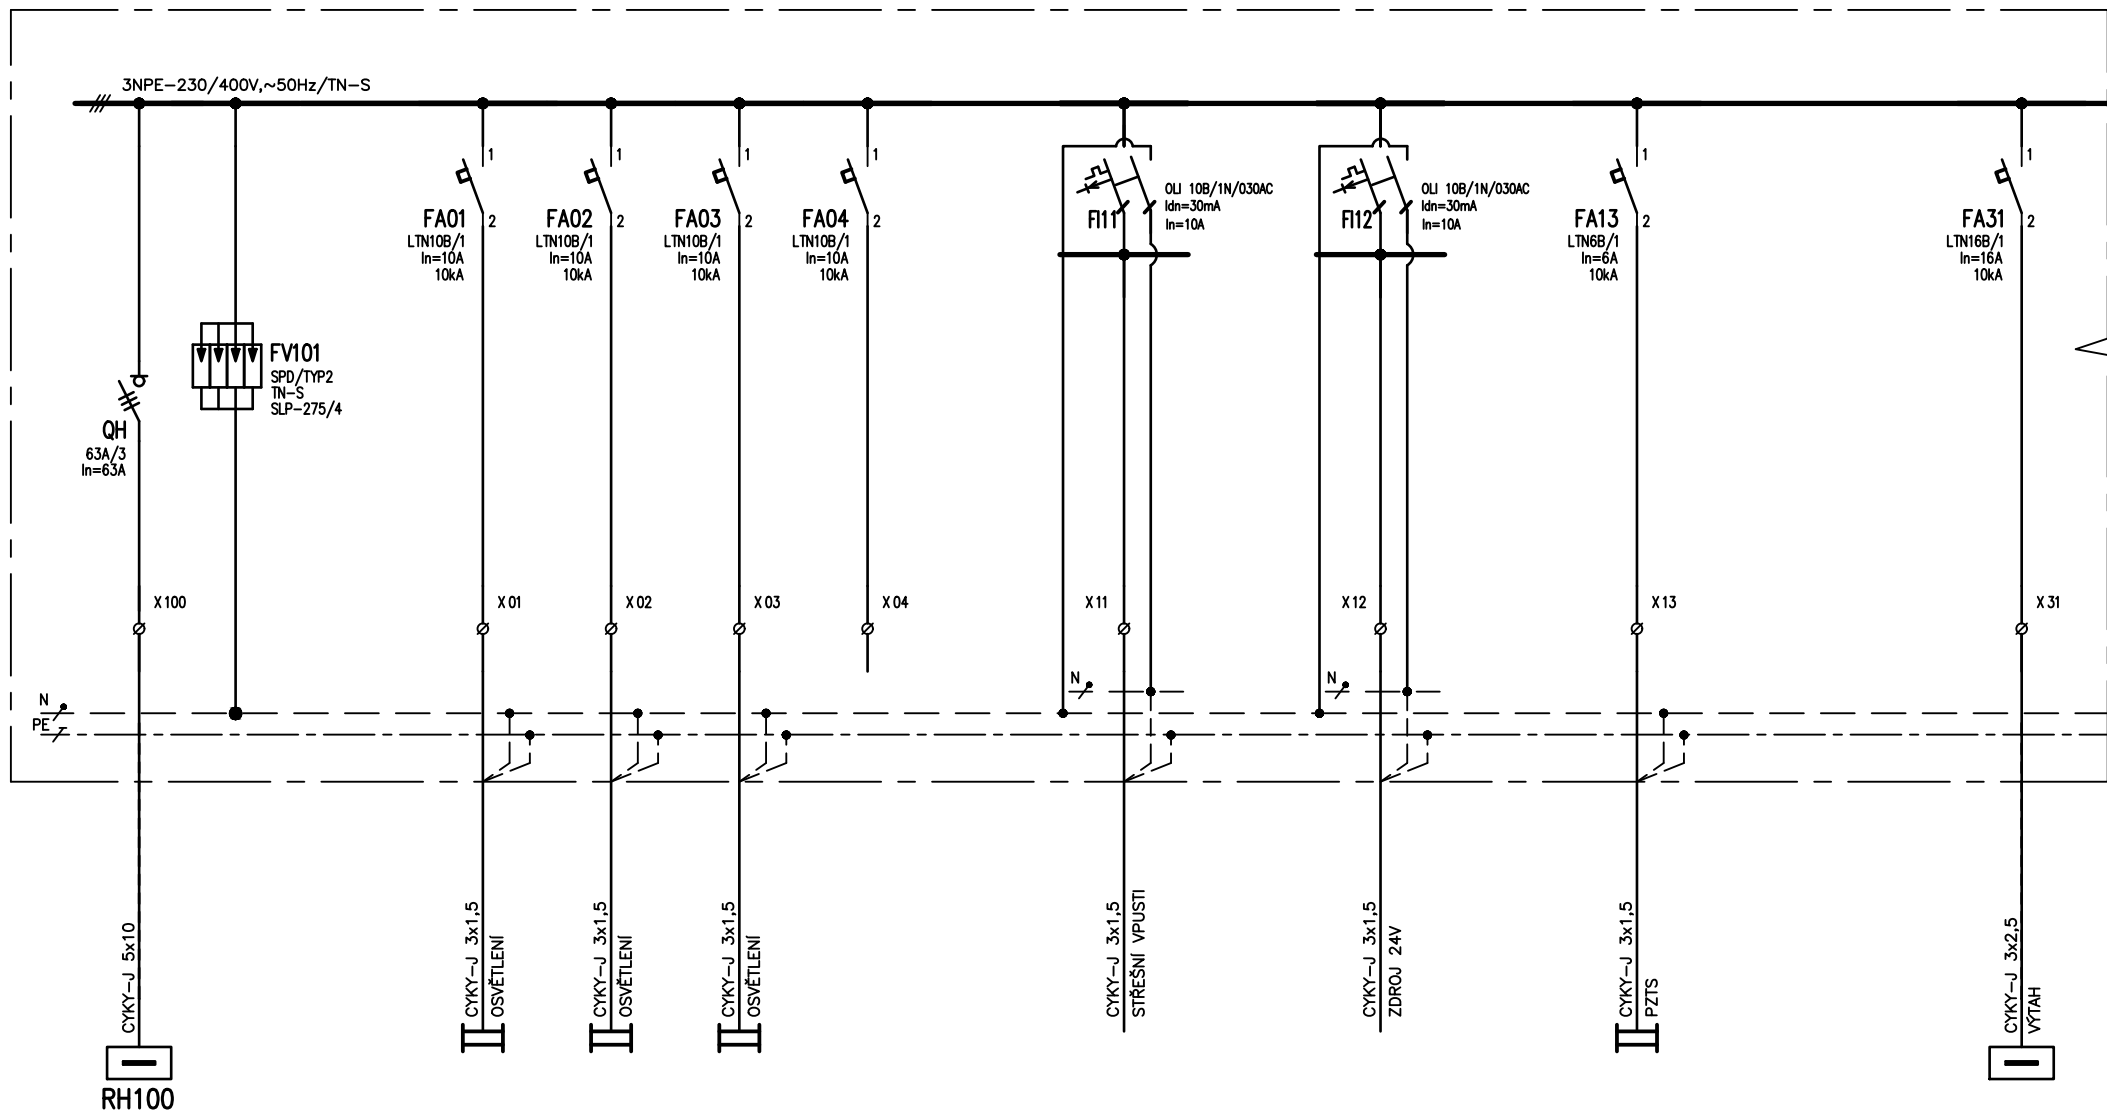 3NPE-230/400V,~50Hz/TN-S
QH
63A/3
In=63A
FV101
SPD/TYP2
TN-S
SLP-275/4
1
2
FA01
LTN10B/1
In=10A
10kA
1
2
FA02
LTN10B/1
In=10A
10kA
1
2
FA03
LTN10B/1
In=10A
10kA
1
2
FA04
LTN10B/1
In=10A
10kA
FI11
OLI 10B/1N/030AC
Idn=30mA
In=10A
FI12
OLI 10B/1N/030AC
Idn=30mA
In=10A
1
2
FA13
LTN6B/1
In=6A
10kA
1
2
FA31
LTN16B/1
In=16A
10kA
X100
X01
X02
X03
X04
X11
X12
X13
X31
N
N
N
PE
CYKY-J 5x10
CYKY-J 3x1,5
OSVĚTLENÍ
CYKY-J 3x1,5
OSVĚTLENÍ
CYKY-J 3x1,5
OSVĚTLENÍ
CYKY-J 3x1,5
STŘEŠNÍ VPUSTI
CYKY-J 3x1,5
ZDROJ 24V
CYKY-J 3x1,5
PZTS
CYKY-J 3x2,5
VÝTAH
RH100